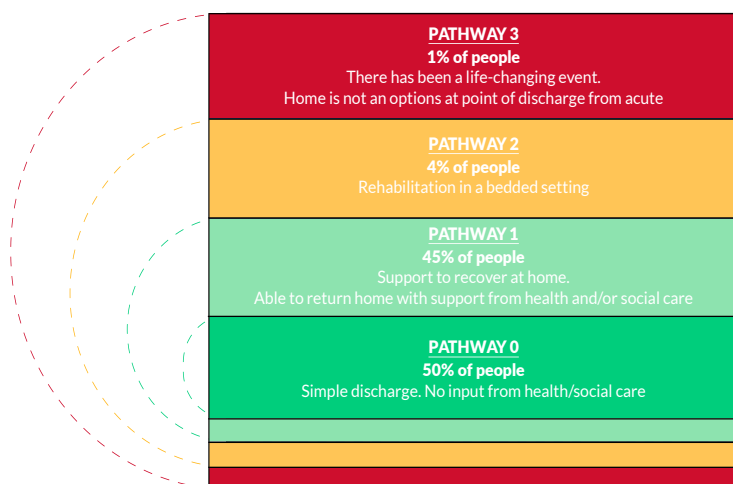 PATHWAY 3
1% of people
There has been a life-changing event.
Home is not an options at point of discharge from acute
PATHWAY 2
4% of people
Rehabilitation in a bedded setting
PATHWAY 1
45% of people
Support to recover at home.
Able to return home with support from health and/or social care
PATHWAY 0
50% of people
Simple discharge. No input from health/social care